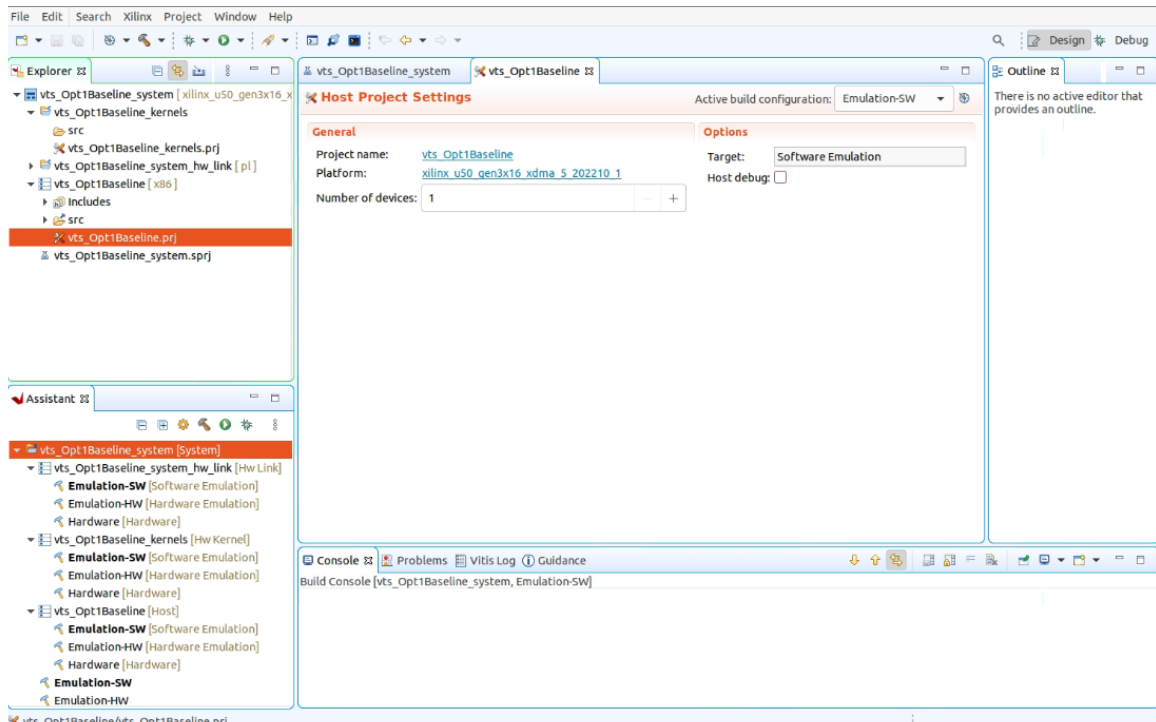 File Edit Search Xilinx Project Window Help
Design Debug
Explorer
vts_Opt1Baseline_system [ xilinx_u50_gen3x16_x
vts_Opt1Baseline_kernels
src
vts_Opt1Baseline_kernels.prj
vts_Opt1Baseline_system_hw_link [ pl ]
vts_Opt1Baseline [ x86 ]
Includes
src
vts_Opt1Baseline.prj
vts_Opt1Baseline_system.sprj
vts_Opt1Baseline_system vts_Opt1Baseline
Host Project Settings
Active build configuration: Emulation-SW
General
Project name: vts_Opt1Baseline
Platform: xilinx_u50_gen3x16_xdma_5_202210_1
Number of devices: 1
Options
Target: Software Emulation
Host debug:
Outline
There is no active editor that
provides an outline.
Assistant
vts_Opt1Baseline_system [System]
vts_Opt1Baseline_system_hw_link [Hw Link]
Emulation-SW [Software Emulation]
Emulation-HW [Hardware Emulation]
Hardware [Hardware]
vts_Opt1Baseline_kernels [Hw Kernel]
Emulation-SW [Software Emulation]
Emulation-HW [Hardware Emulation]
Hardware [Hardware]
vts_Opt1Baseline [Host]
Emulation-SW [Software Emulation]
Emulation-HW [Hardware Emulation]
Hardware [Hardware]
Emulation-SW
Emulation-HW
Console Problems Vitis Log Guidance
Build Console [vts_Opt1Baseline_system, Emulation-SW]
vts_Opt1Baseline/vts_Opt1Baseline.prj